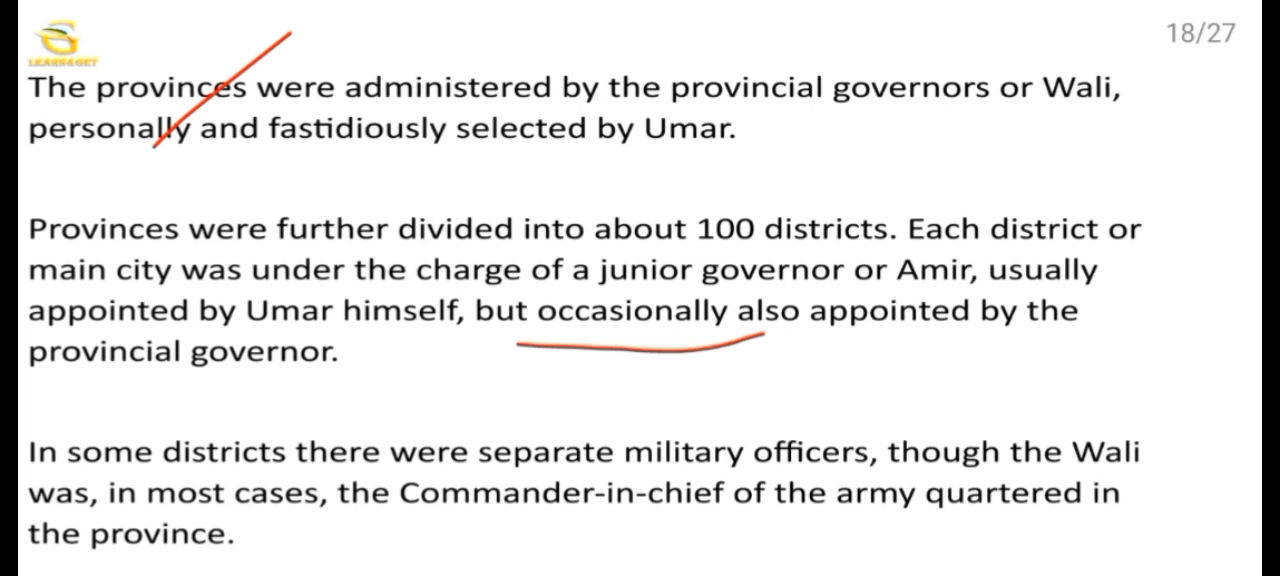 18/27
LEARN4GET
The provinces were administered by the provincial governors or Wali,
personally and fastidiously selected by Umar.
Provinces were further divided into about 100 districts. Each district or
main city was under the charge of a junior governor or Amir, usually
appointed by Umar himself, but occasionally also appointed by the
provincial governor.
In some districts there were separate military officers, though the Wali
was, in most cases, the Commander-in-chief of the army quartered in
the province.